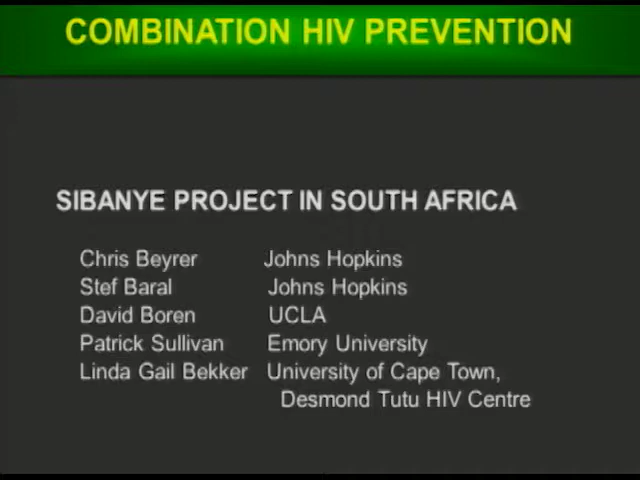 COMBINATION HIV PREVENTION
SIBANYE PROJECT IN SOUTH AFRICA
Chris Beyrer Johns Hopkins
Stef Baral Johns Hopkins
David Boren UCLA
Patrick Sullivan Emory University
Linda Gail Bekker University of Cape Town,
Desmond Tutu HIV Centre